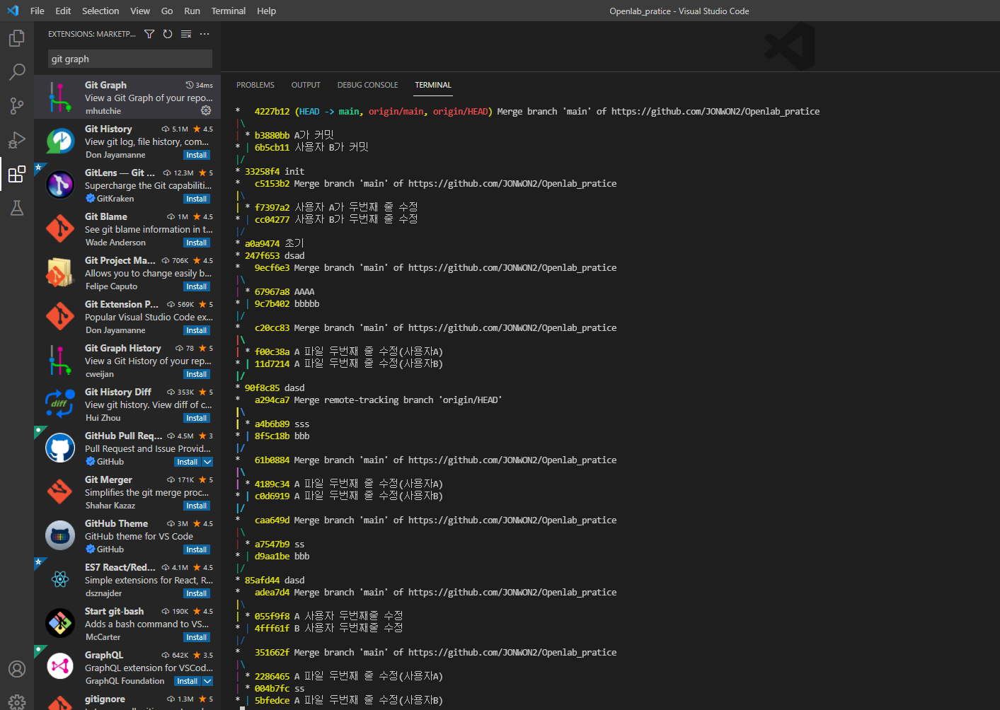 File Edit Selection View Go Run Terminal Help
Openlab_pratice - Visual Studio Code
EXTENSIONS: MARKETP...
git graph
Git Graph 34ms
View a Git Graph of your repo...
mhutchie
Git History 5.1M 4.5
View git log, file history, com...
Don Jayamanne Install
GitLens — Git ... 12.3M 5
Supercharge the Git capabiliti...
GitKraken Install
Git Blame 1M 4.5
See git blame information in t...
Wade Anderson Install
Git Project Ma... 706K 4.5
Allows you to change easily b...
Felipe Caputo Install
Git Extension P... 569K 5
Popular Visual Studio Code ex...
Don Jayamanne Install
Git Graph History 78 5
View a Git History of your rep...
cweijan Install
Git History Diff 353K 5
View git history. View diff of c...
Hui Zhou Install
GitHub Pull Req... 4.5M 3
Pull Request and Issue Provid...
GitHub Install
Git Merger 171K 5
Simplifies the git merge proc...
Shahar Kazaz Install
GitHub Theme 3M 4.5
GitHub theme for VS Code
GitHub Install
ES7 React/Red... 4.1M 4.5
Simple extensions for React, R...
dsznajder Install
Start git-bash 190K 4.5
Adds a bash command to VS...
McCarter Install
GraphQL 642K 3.5
GraphQL extension for VSCod...
GraphQL Foundation Install
gitignore 1.3M 5
PROBLEMS OUTPUT DEBUG CONSOLE TERMINAL
*   4227b12 (HEAD -> main, origin/main, origin/HEAD) Merge branch 'main' of https://github.com/JONWON2/Openlab_pratice
|\
| * b3880bb A가 커밋
* | 6b5cb11 사용자 B가 커밋
|/
* 33258f4 init
*   c5153b2 Merge branch 'main' of https://github.com/JONWON2/Openlab_pratice
|\
| * f7397a2 사용자 A가 두번째 줄 수정
* | cc04277 사용자 B가 두번째 줄 수정
|/
* a0a9474 초기
* 247f653 dsad
*   9ecf6e3 Merge branch 'main' of https://github.com/JONWON2/Openlab_pratice
|\
| * 67967a8 AAAA
* | 9c7b402 bbbbb
|/
*   c20cc83 Merge branch 'main' of https://github.com/JONWON2/Openlab_pratice
|\
| * f00c38a A 파일 두번째 줄 수정(사용자A)
* | 11d7214 A 파일 두번째 줄 수정(사용자B)
|/
* 90f8c85 dasd
*   a294ca7 Merge remote-tracking branch 'origin/HEAD'
|\
| * a4b6b89 sss
* | 8f5c18b bbb
|/
*   61b0884 Merge branch 'main' of https://github.com/JONWON2/Openlab_pratice
|\
| * 4189c34 A 파일 두번째 줄 수정(사용자A)
* | c0d6919 A 파일 두번째 줄 수정(사용자B)
|/
*   caa649d Merge branch 'main' of https://github.com/JONWON2/Openlab_pratice
|\
| * a7547b9 ss
* | d9aa1be bbb
|/
* 85afd44 dasd
*   adea7d4 Merge branch 'main' of https://github.com/JONWON2/Openlab_pratice
|\
| * 055f9f8 A 사용자 두번째줄 수정
* | 4fff61f B 사용자 두번째줄 수정
|/
*   351662f Merge branch 'main' of https://github.com/JONWON2/Openlab_pratice
|\
| * 2286465 A 파일 두번째 줄 수정(사용자A)
| * 004b7fc ss
* | 5bfedce A 파일 두번째 줄 수정(사용자B)